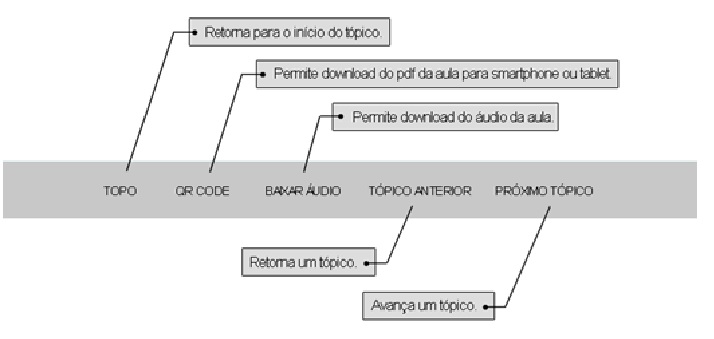 Retorna para o início do tópico.
Permite download do pdf da aula para smartphone ou tablet.
Permite download do áudio da aula.
TOPO QR CODE BAIXAR ÁUDIO TÓPICO ANTERIOR PRÓXIMO TÓPICO
Retorna um tópico.
Avança um tópico.